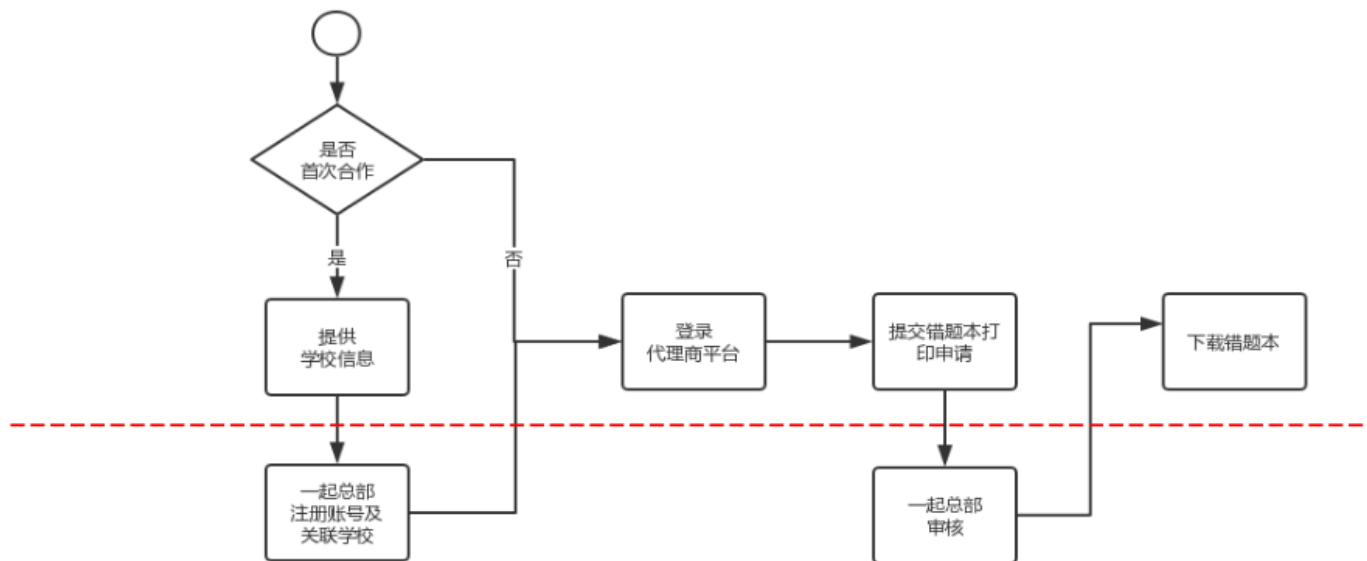 是否
首次合作
是
否
提供
学校信息
登录
代理商平台
提交错题本打
印申请
下载错题本
一起总部
注册账号及
关联学校
一起总部
审核